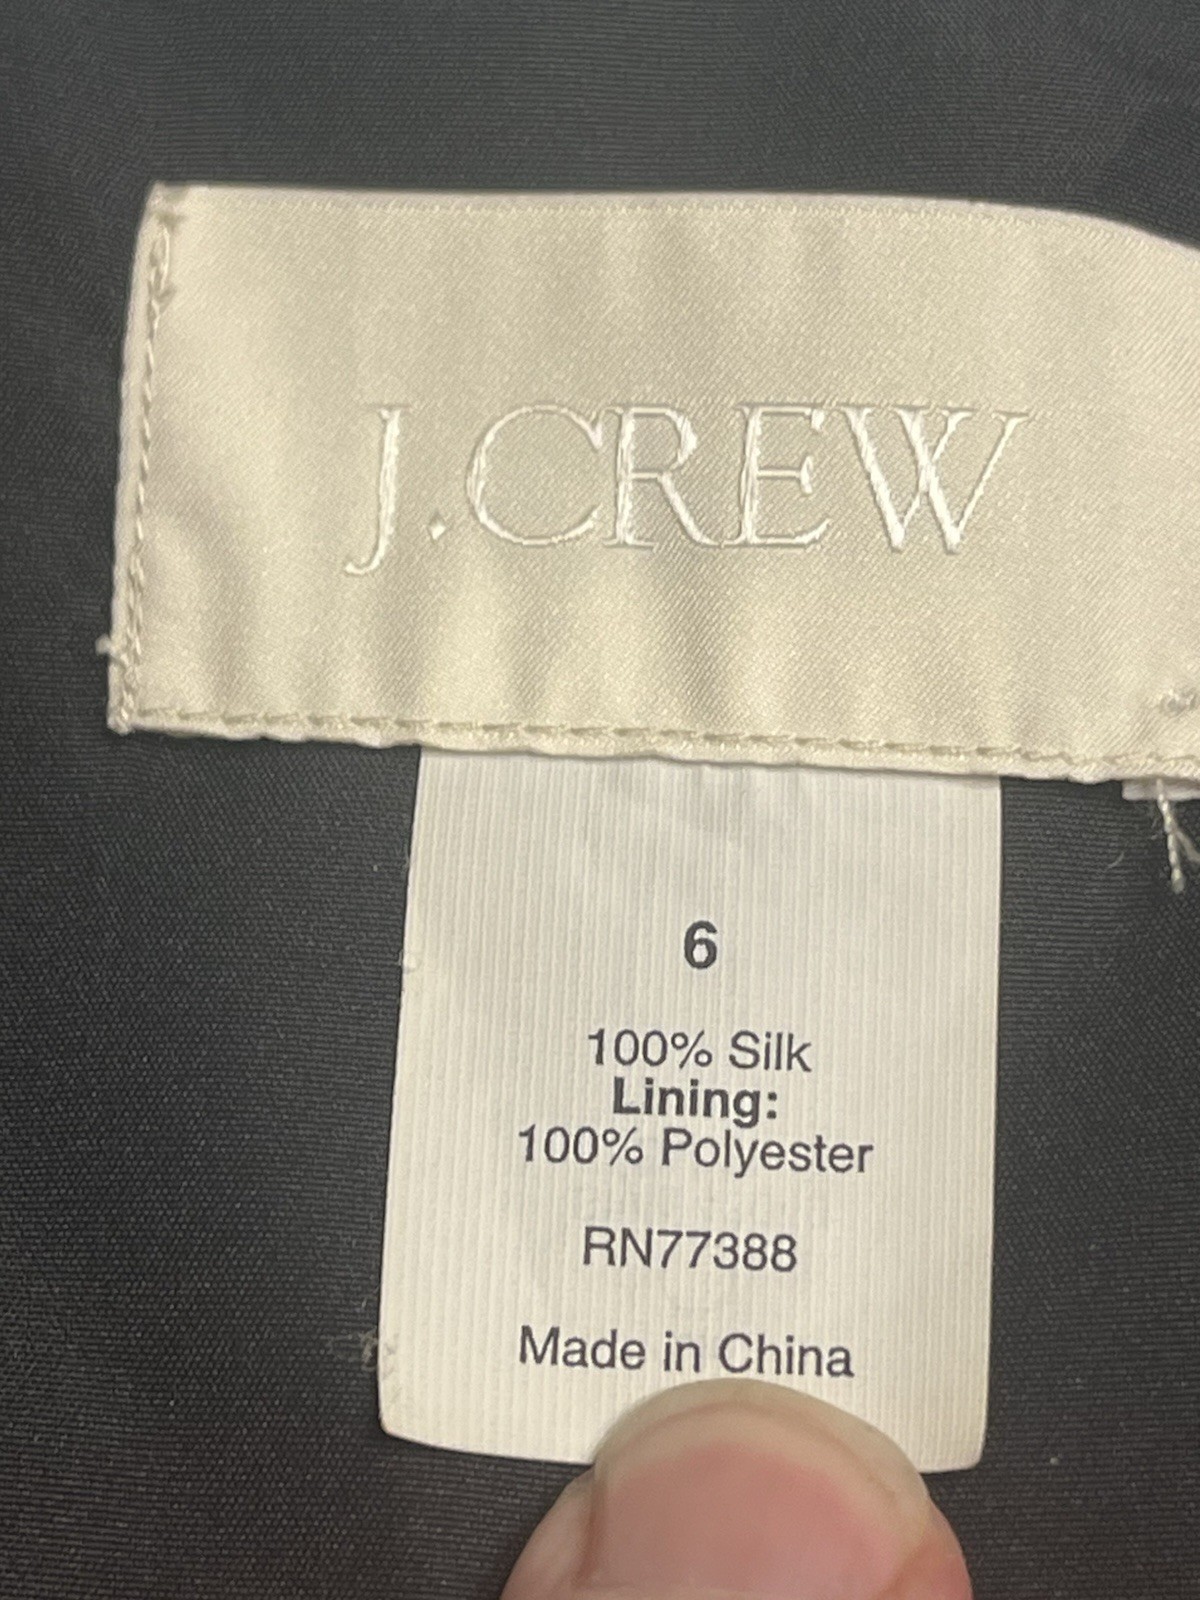 J.CREW
6
100% Silk
Lining:
100% Polyester
RN77388
Made in China